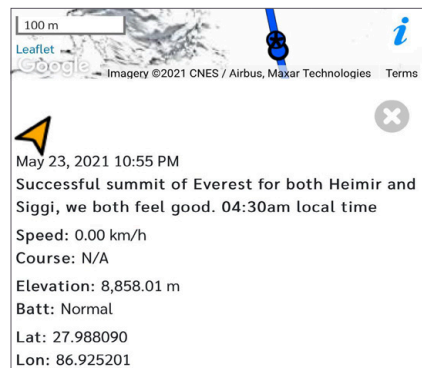 100 m
Leaflet
Google
Imagery ©2021 CNES / Airbus, Maxar Technologies Terms
i
May 23, 2021 10:55 PM
Successful summit of Everest for both Heimir and
Siggi, we both feel good. 04:30am local time
Speed: 0.00 km/h
Course: N/A
Elevation: 8,858.01 m
Batt: Normal
Lat: 27.988090
Lon: 86.925201